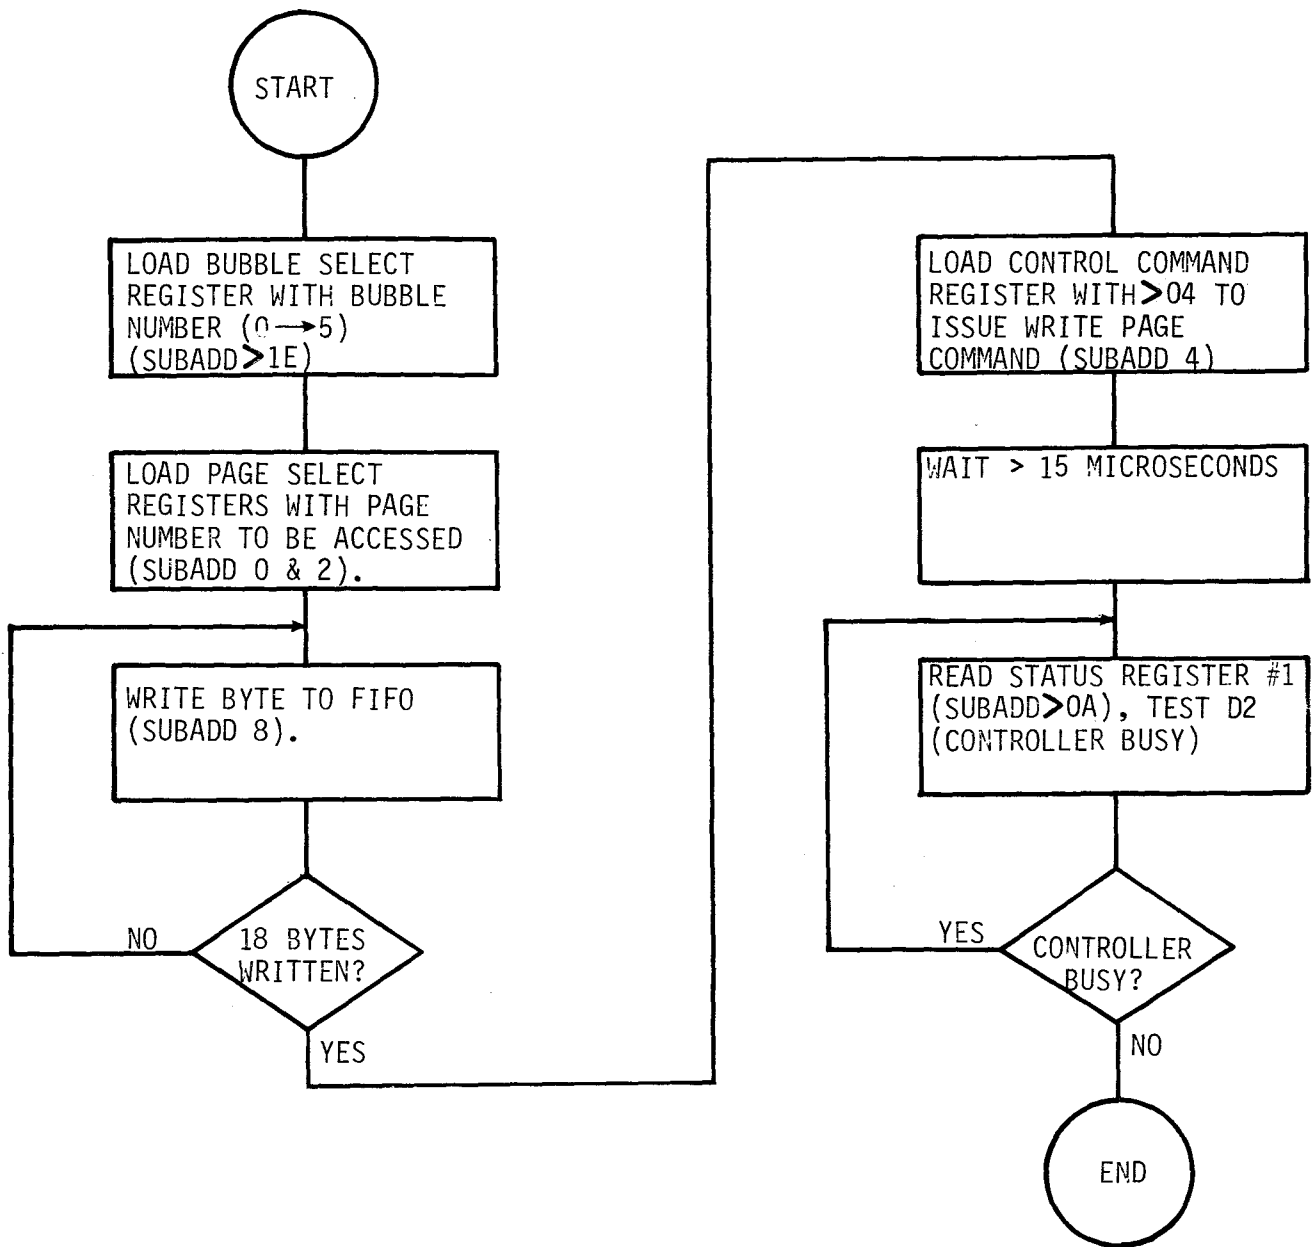 START
LOAD BUBBLE SELECT
REGISTER WITH BUBBLE
NUMBER (0→5)
(SUBADD>1E)
LOAD PAGE SELECT
REGISTERS WITH PAGE
NUMBER TO BE ACCESSED
(SUBADD 0 & 2).
WRITE BYTE TO FIFO
(SUBADD 8).
NO
18 BYTES
WRITTEN?
YES
LOAD CONTROL COMMAND
REGISTER WITH>04 TO
ISSUE WRITE PAGE
COMMAND (SUBADD 4)
WAIT > 15 MICROSECONDS
READ STATUS REGISTER #1
(SUBADD>0A), TEST D2
(CONTROLLER BUSY)
YES
CONTROLLER
BUSY?
NO
END